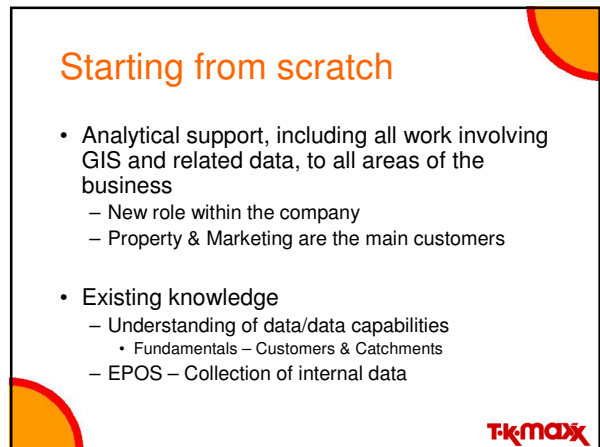 Starting from scratch
• Analytical support, including all work involving
GIS and related data, to all areas of the
business
– New role within the company
– Property & Marketing are the main customers
• Existing knowledge
– Understanding of data/data capabilities
• Fundamentals – Customers & Catchments
– EPOS – Collection of internal data
T·K·maxx